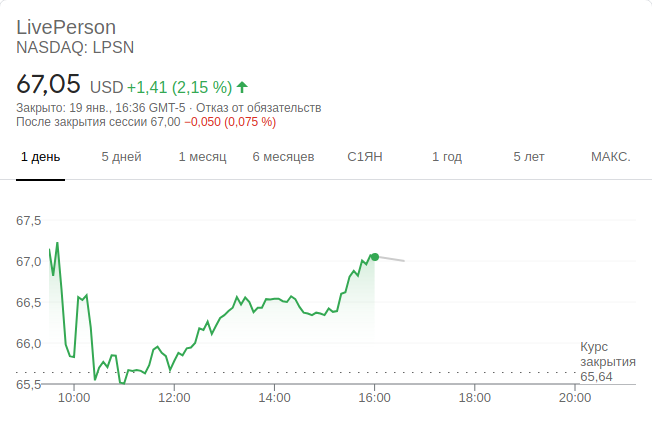 LivePerson
NASDAQ: LPSN
67,05 USD +1,41 (2,15 %)
Закрыто: 19 янв., 16:36 GMT-5 · Отказ от обязательств
После закрытия сессии 67,00 −0,050 (0,075 %)
1 день 5 дней 1 месяц 6 месяцев С1ЯН 1 год 5 лет МАКС.
67,5
67,0
66,5
66,0
65,5
Курс
закрытия
65,64
10:00 12:00 14:00 16:00 18:00 20:00